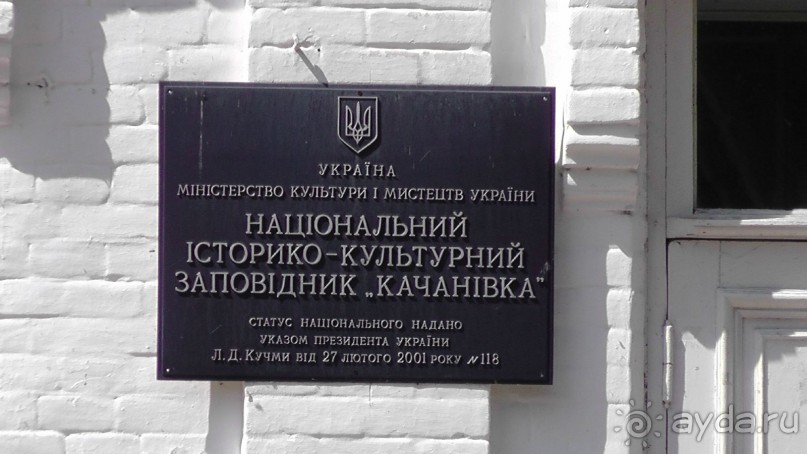 УКРАЇНА
МІНІСТЕРСТВО КУЛЬТУРИ І МИСТЕЦТВ УКРАЇНИ
НАЦІОНАЛЬНИЙ
ІСТОРИКО-КУЛЬТУРНИЙ
ЗАПОВІДНИК „КАЧАНІВКА"
СТАТУС НАЦІОНАЛЬНОГО НАДАНО
УКАЗОМ ПРЕЗИДЕНТА УКРАЇНИ
Л.Д.КУЧМИ ВІД 27 ЛЮТОГО 2001 РОКУ №118
ayda.ru